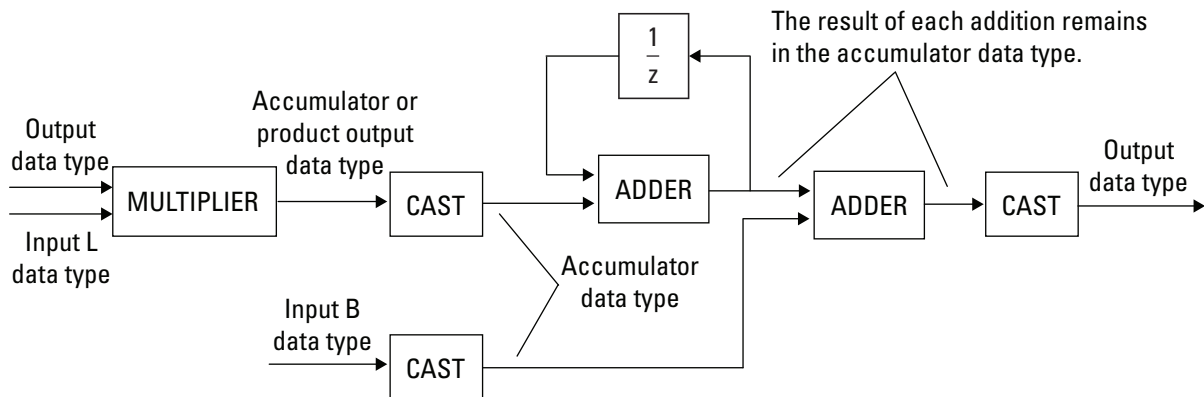 The result of each addition remains
in the accumulator data type.
1
z
Accumulator or
product output
data type
Output
data type
Output
data type
MULTIPLIER
CAST
ADDER
ADDER
CAST
Input L
data type
Accumulator
data type
Input B
data type
CAST